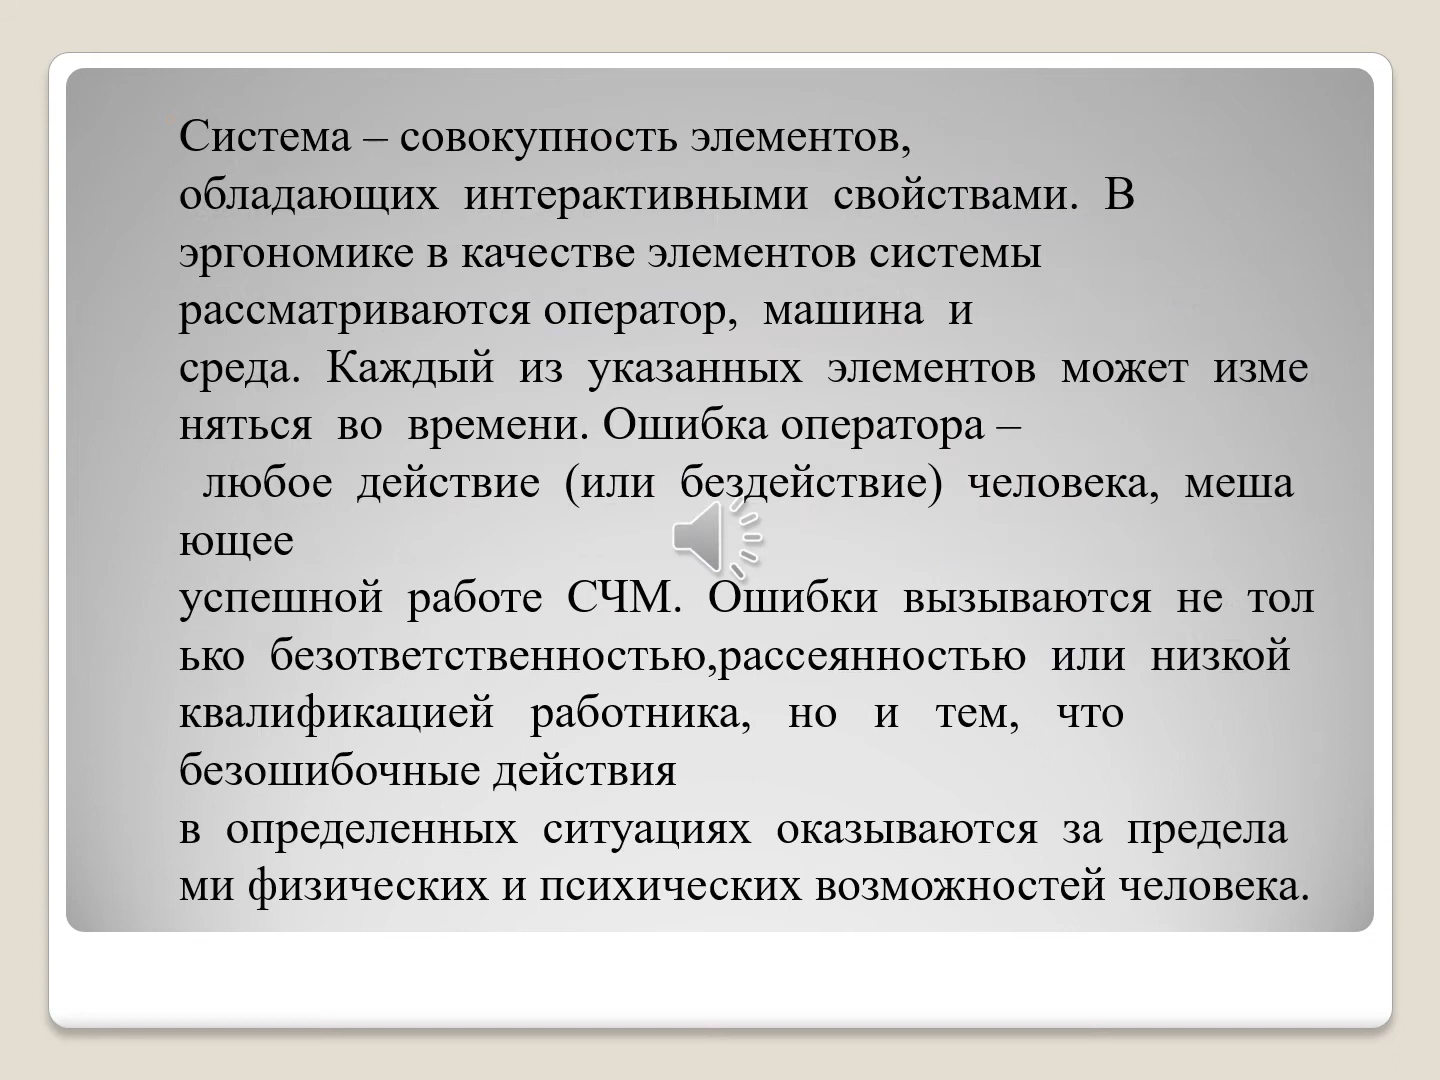 Система – совокупность элементов,
обладающих интерактивными свойствами. В
эргономике в качестве элементов системы
рассматриваются оператор, машина и
среда. Каждый из указанных элементов может изме
няться во времени. Ошибка оператора –
любое действие (или бездействие) человека, меша
ющее
успешной работе СЧМ. Ошибки вызываются не тол
ько безответственностью,рассеянностью или низкой
квалификацией работника, но и тем, что
безошибочные действия
в определенных ситуациях оказываются за предела
ми физических и психических возможностей человека.